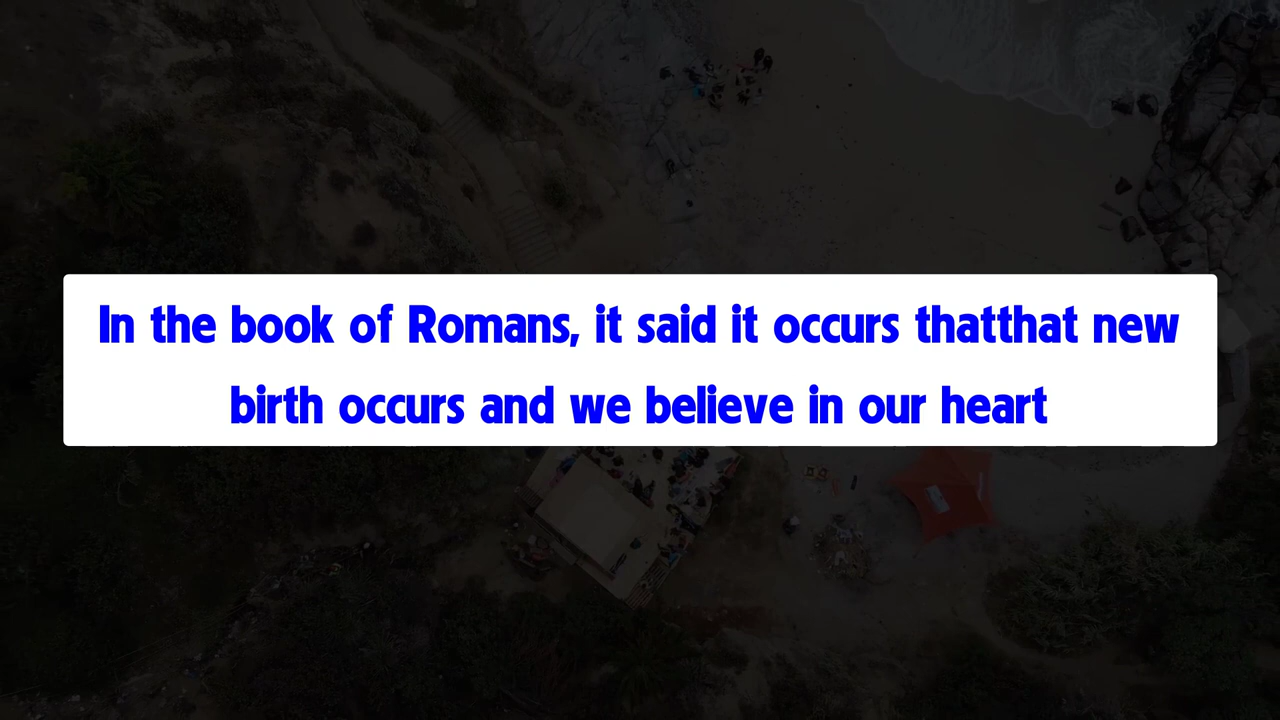 In the book of Romans, it said it occurs thatthat new
birth occurs and we believe in our heart